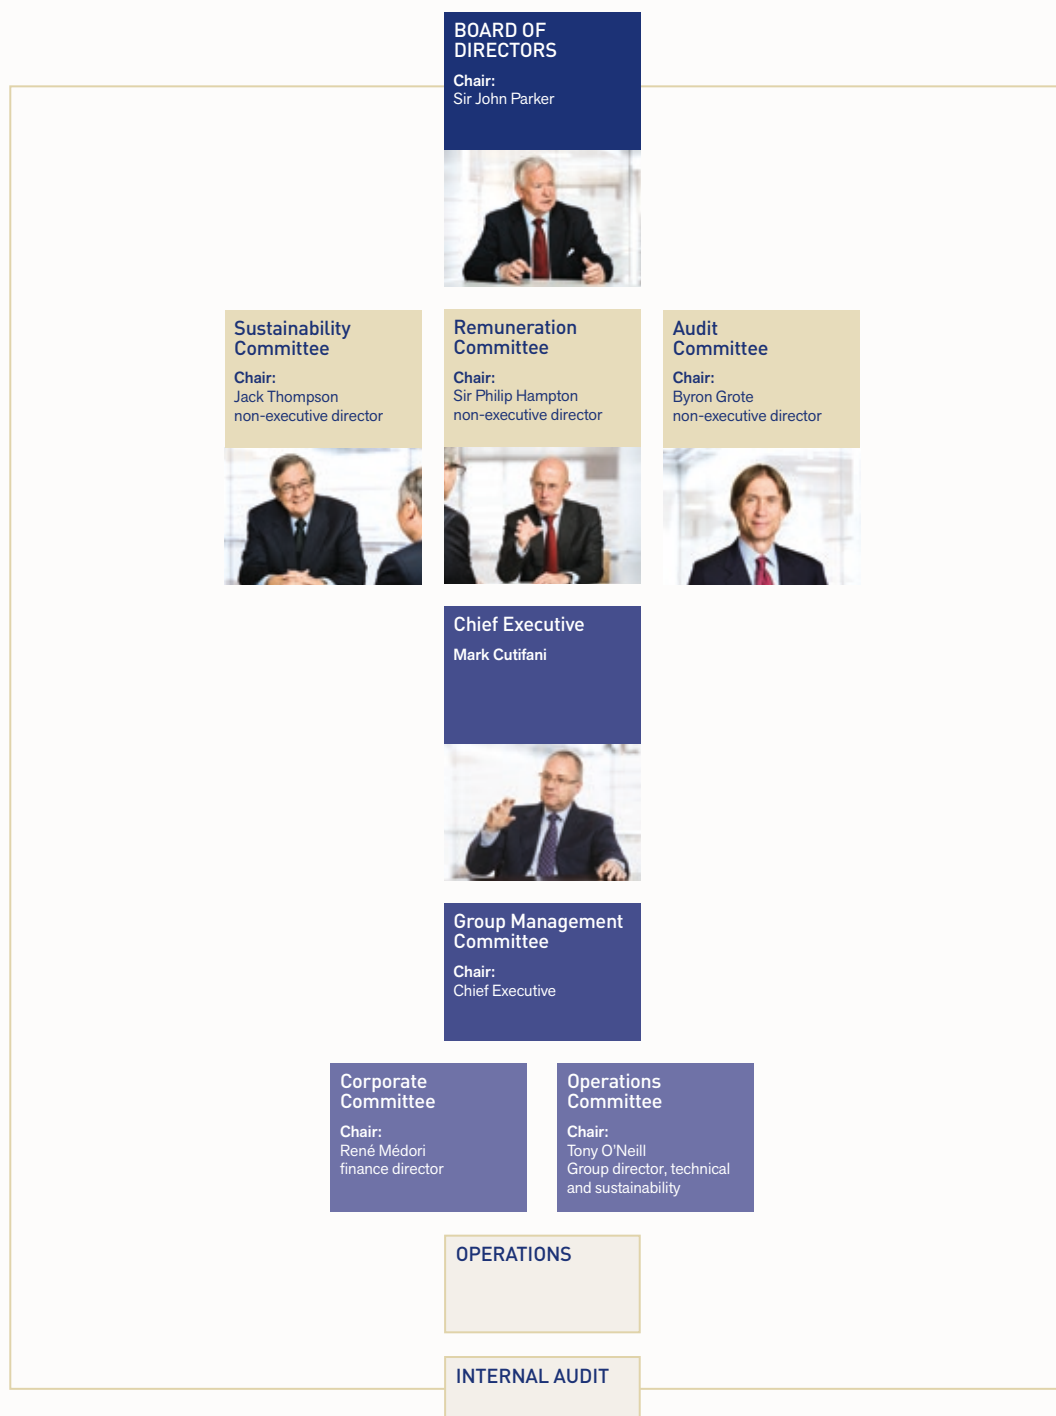 BOARD OF
DIRECTORS
Chair:
Sir John Parker
Sustainability
Committee
Chair:
Jack Thompson
non-executive director
Remuneration
Committee
Chair:
Sir Philip Hampton
non-executive director
Audit
Committee
Chair:
Byron Grote
non-executive director
Chief Executive
Mark Cutifani
Group Management
Committee
Chair:
Chief Executive
Corporate
Committee
Chair:
René Médori
finance director
Operations
Committee
Chair:
Tony O’Neill
Group director, technical
and sustainability
OPERATIONS
INTERNAL AUDIT